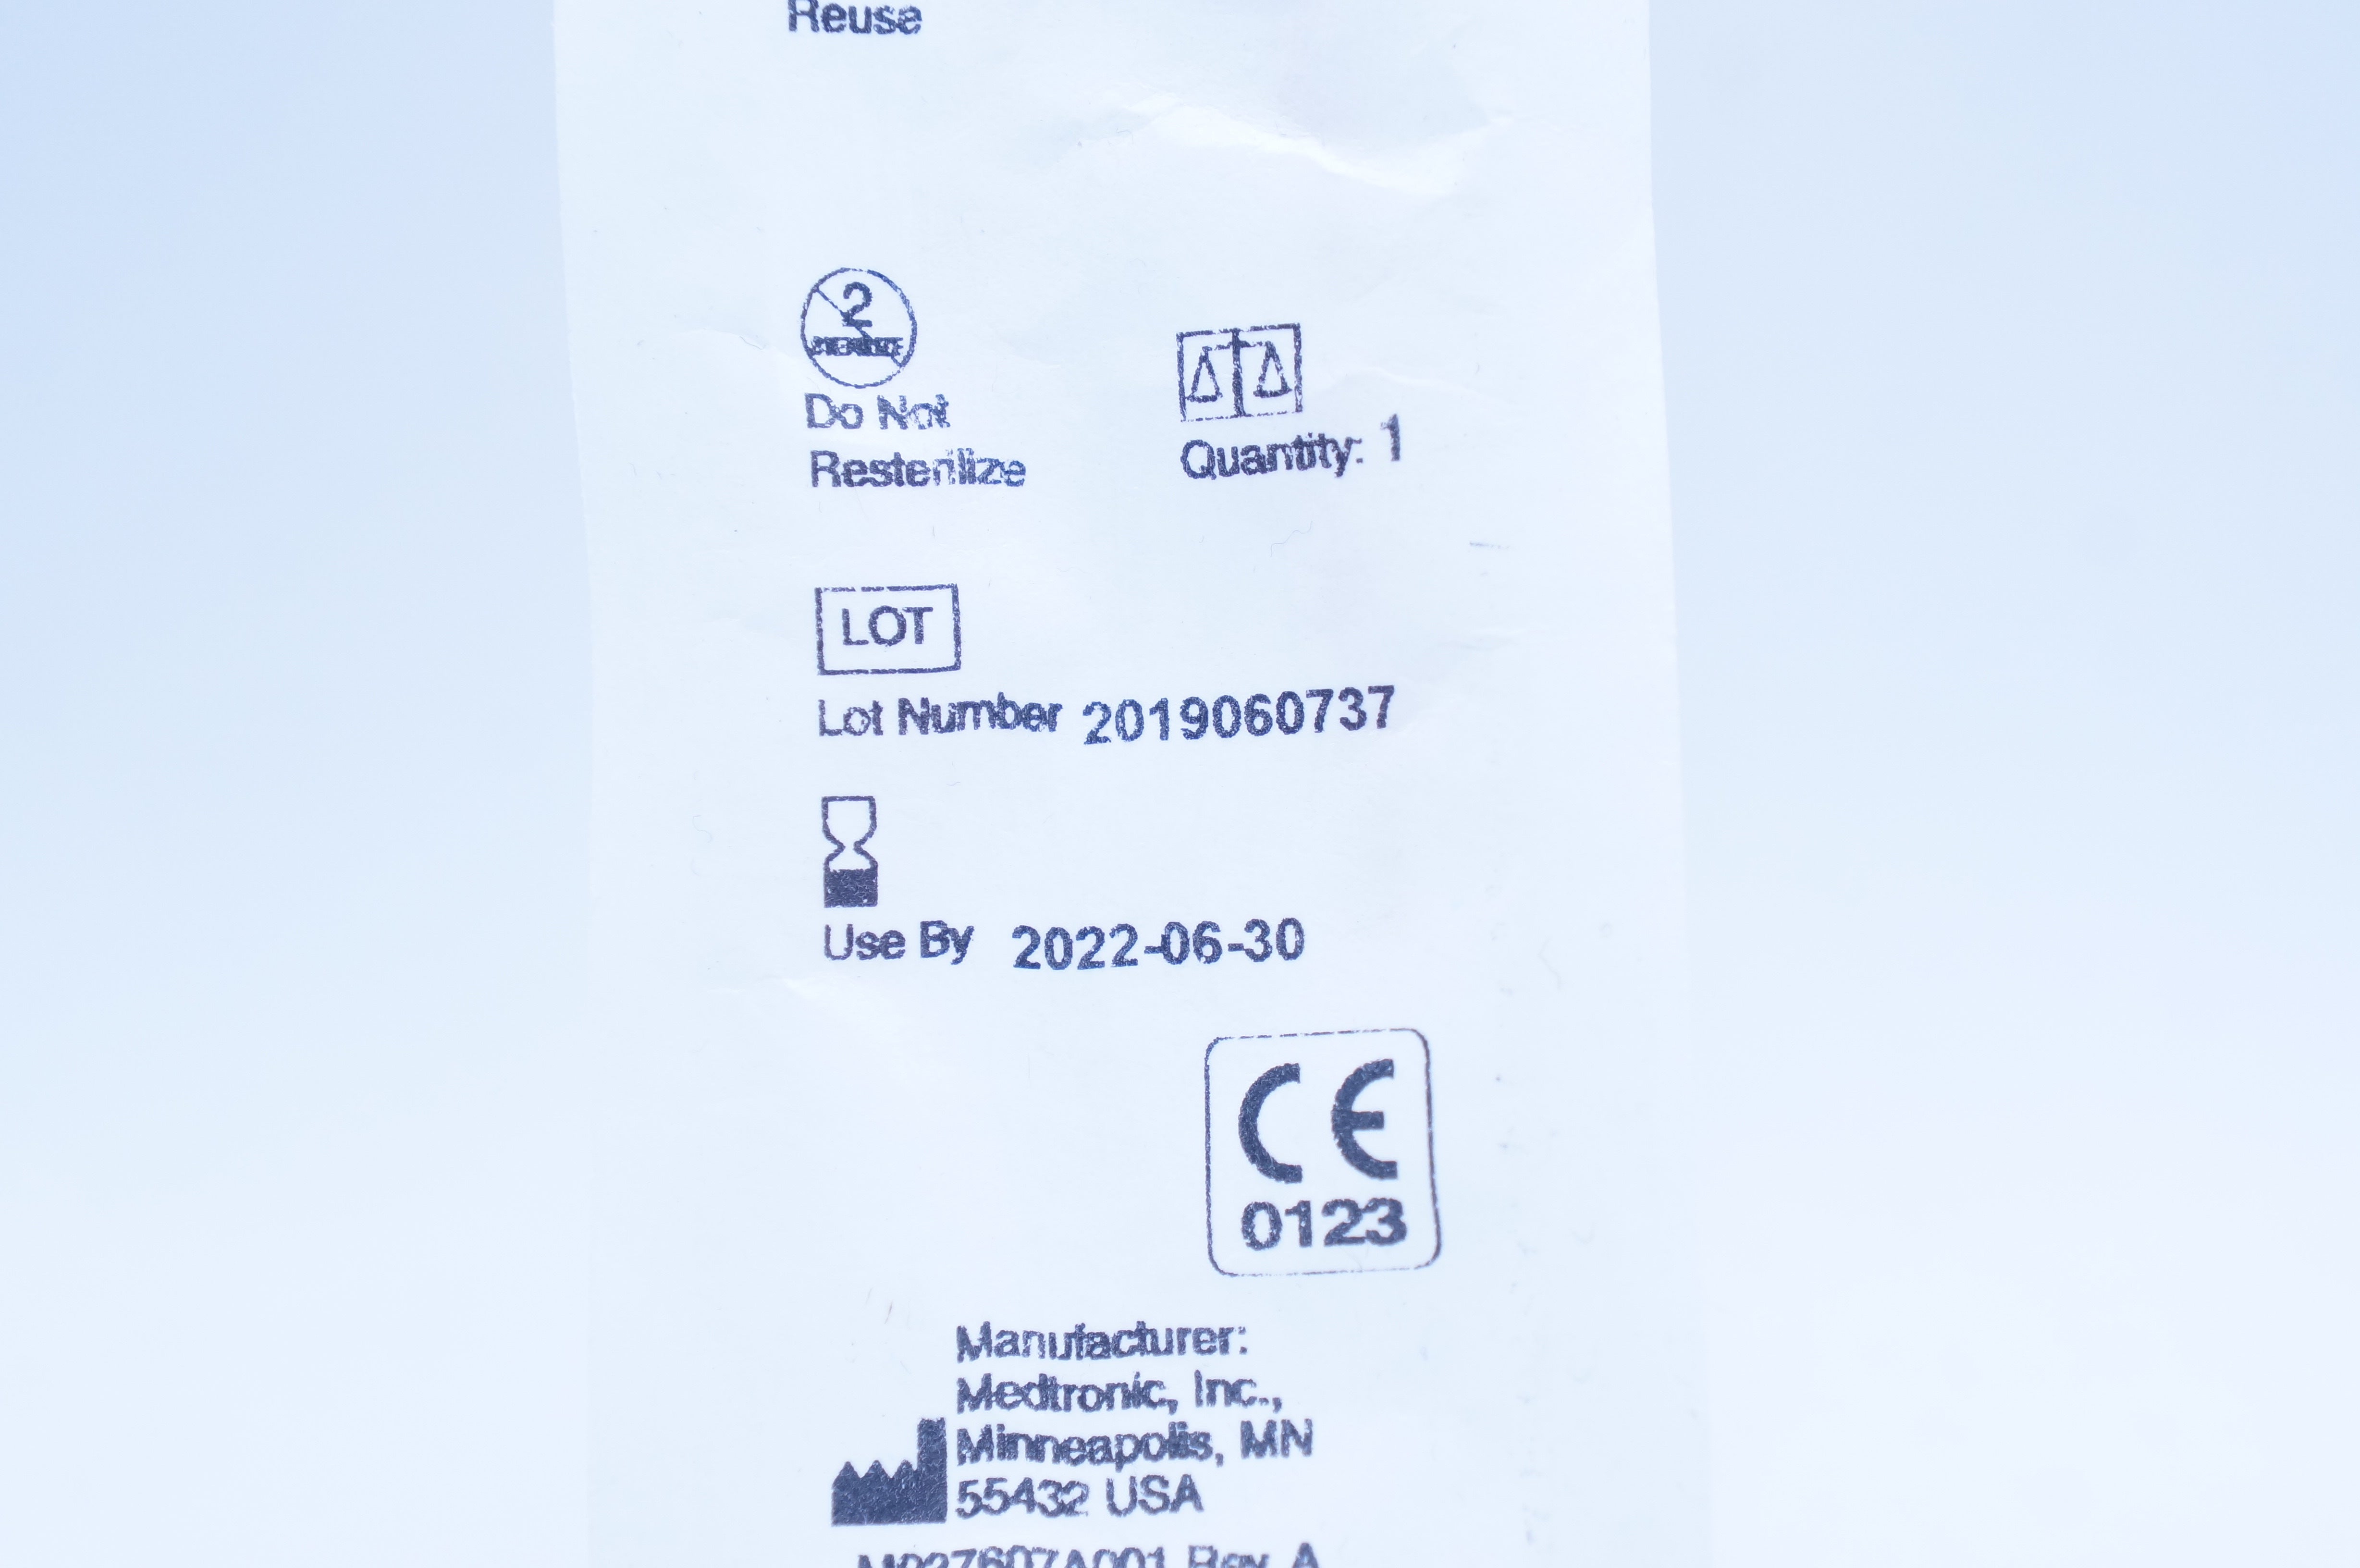 Reuse
2
Do Not
Resterilize
Quantity: 1
LOT
Lot Number 2019060737
Use By 2022-06-30
CE
0123
Manufacturer:
Medtronic, Inc.,
Minneapolis, MN
55432 USA
Rev A